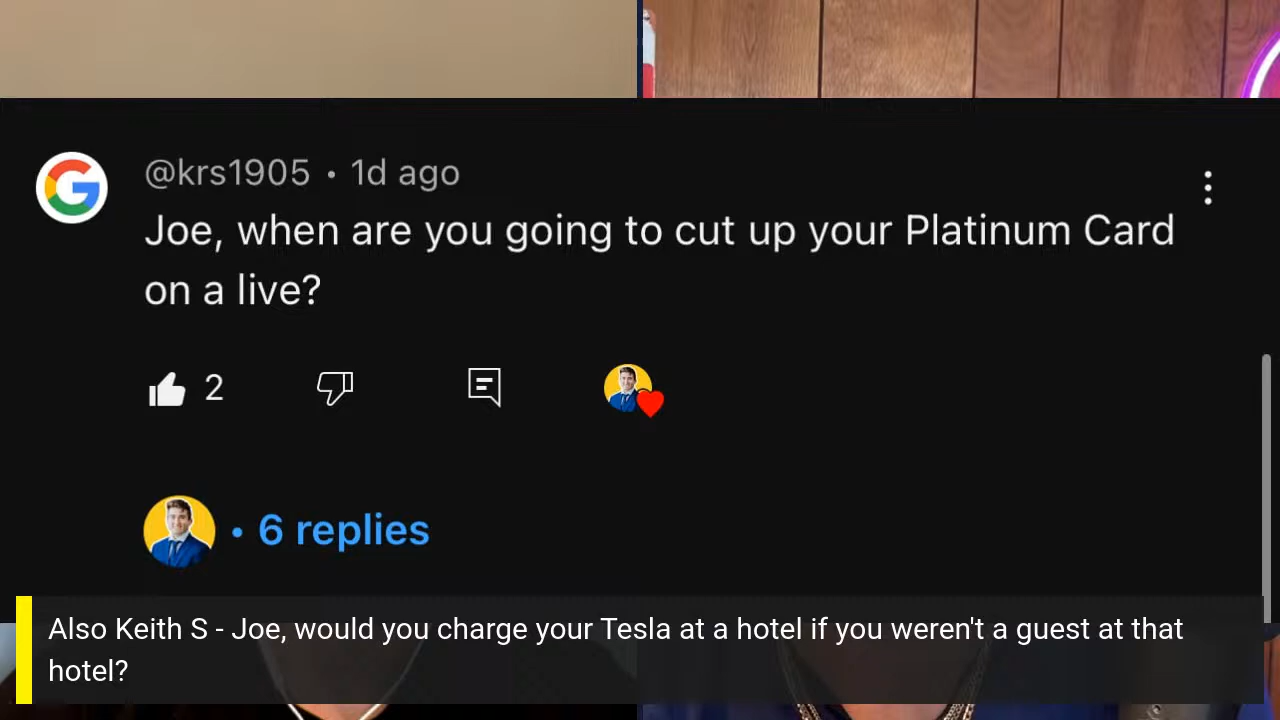 @krs1905 • 1d ago
Joe, when are you going to cut up your Platinum Card
on a live?
2
• 6 replies
Also Keith S - Joe, would you charge your Tesla at a hotel if you weren't a guest at that
hotel?